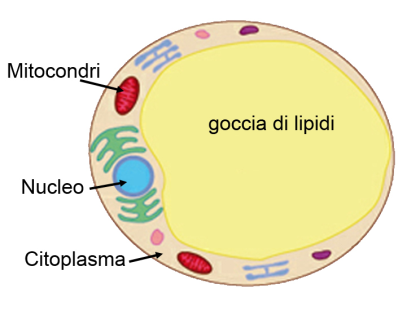 Mitocondri
goccia di lipidi
Nucleo
Citoplasma